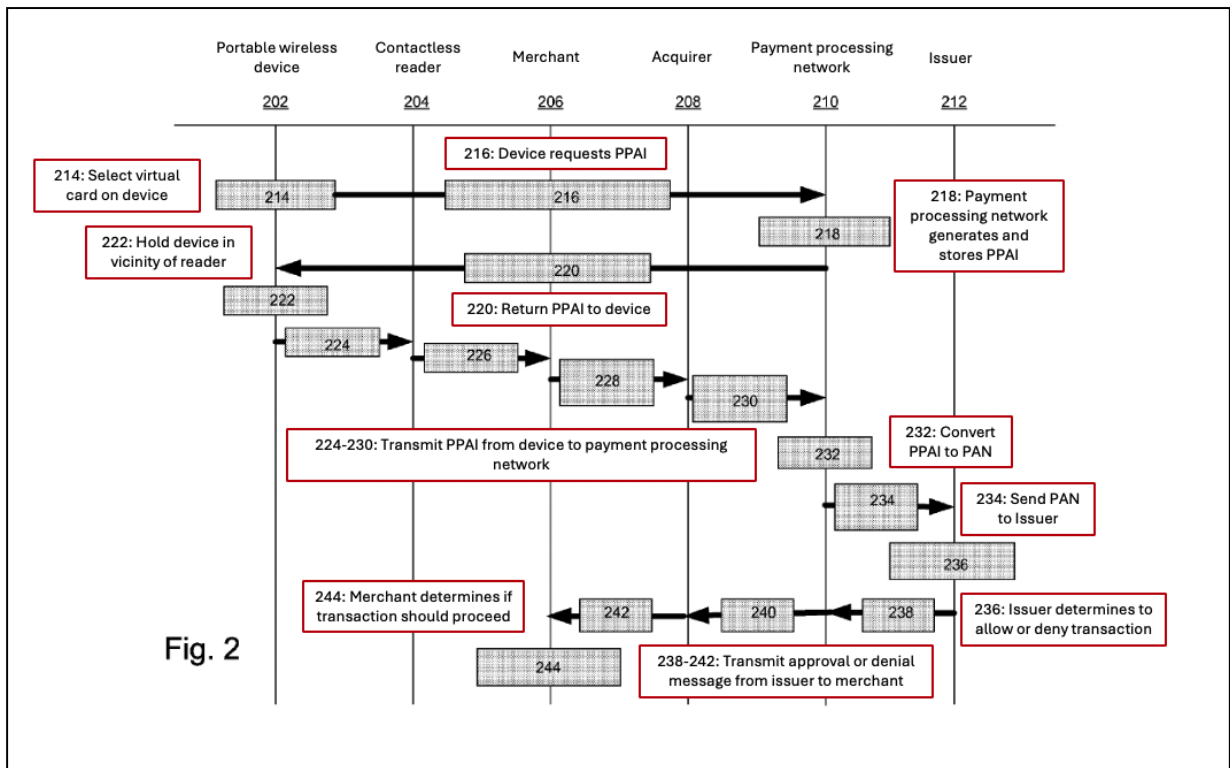 Portable wireless
device
202
Contactless
reader
204
Merchant
206
Acquirer
208
Payment processing
network
210
Issuer
212
216: Device requests PPAI
214: Select virtual
card on device
214
216
218: Payment
processing network
generates and
stores PPAI
218
222: Hold device in
vicinity of reader
220
222
220: Return PPAI to device
224
226
228
230
224-230: Transmit PPAI from device to payment processing
network
232
232: Convert
PPAI to PAN
234
234: Send PAN
to Issuer
236
244: Merchant determines if
transaction should proceed
242
240
238
236: Issuer determines to
allow or deny transaction
Fig. 2
244
238-242: Transmit approval or denial
message from issuer to merchant